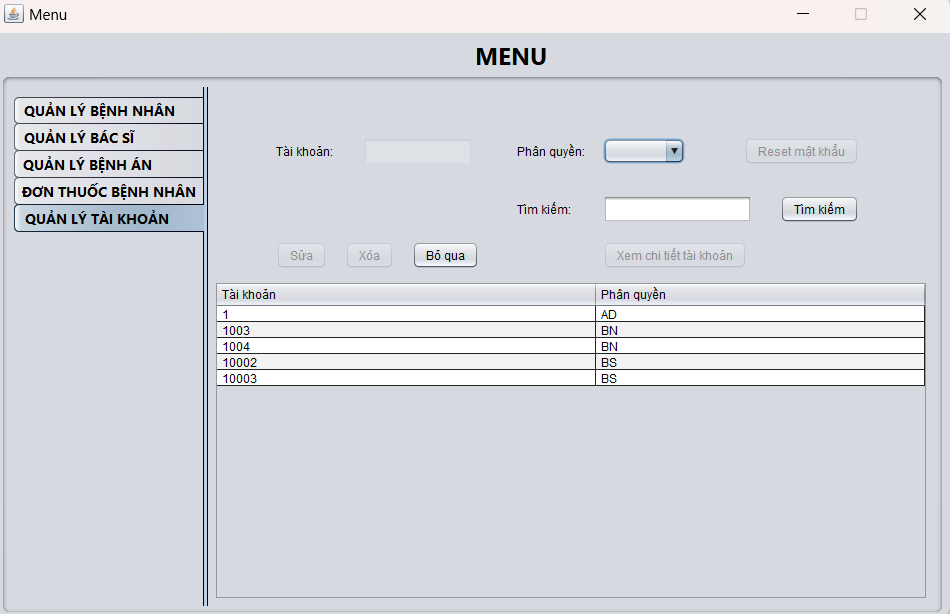 Menu
MENU
QUẢN LÝ BỆNH NHÂN
QUẢN LÝ BÁC SĨ
QUẢN LÝ BỆNH ÁN
ĐƠN THUỐC BỆNH NHÂN
QUẢN LÝ TÀI KHOẢN
Tài khoản: Phân quyền: Reset mật khẩu
Tìm kiếm: Tìm kiếm
Sửa Xóa Bỏ qua Xem chi tiết tài khoản
Tài khoản Phân quyền
1 AD
1003 BN
1004 BN
10002 BS
10003 BS